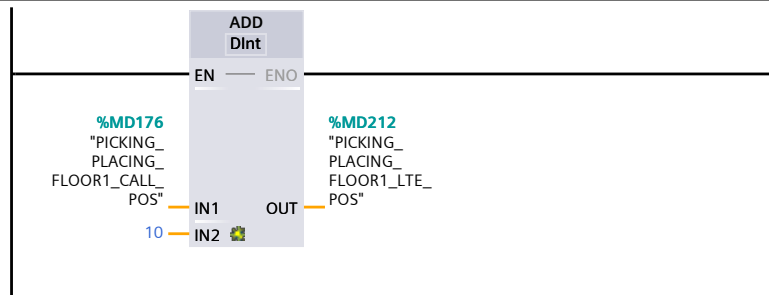 ADD
DInt
EN
ENO
%MD176
"PICKING_
PLACING_
FLOOR1_CALL_
POS"
IN1
10
IN2
%MD212
"PICKING_
PLACING_
FLOOR1_LTE_
POS"
OUT